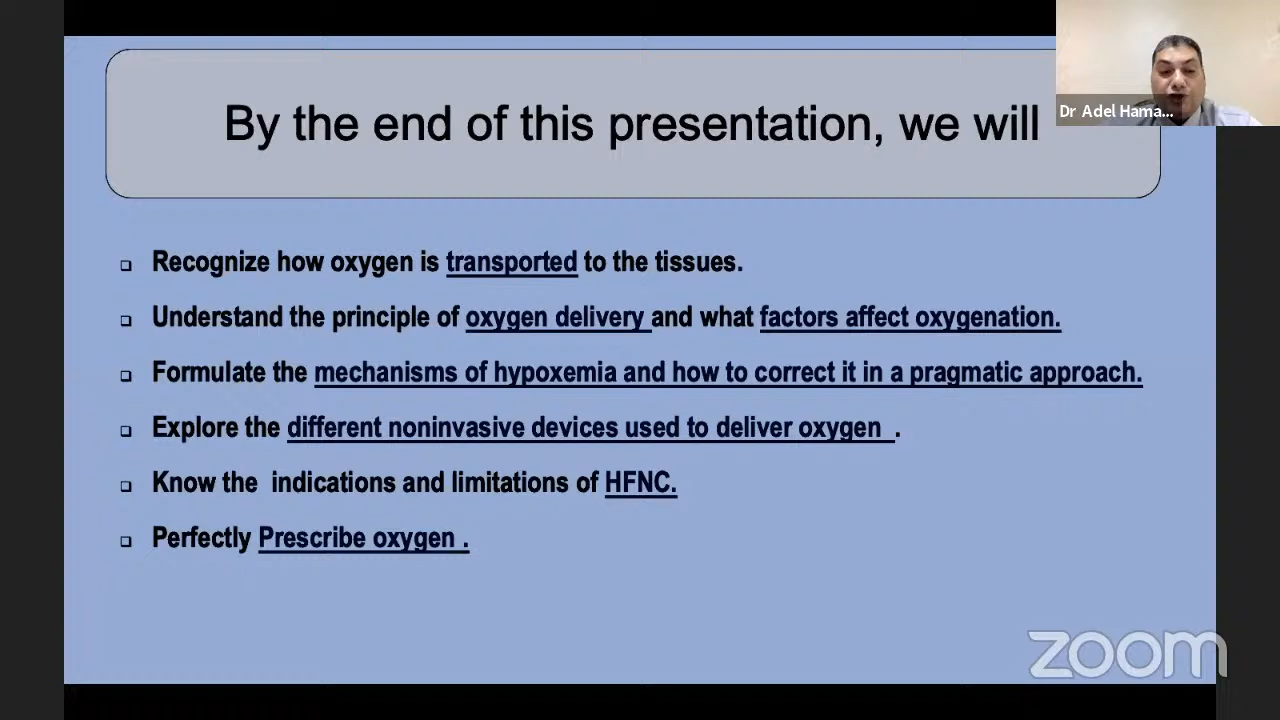 By the end of this presentation, we will
Dr Adel Hama...
Recognize how oxygen is transported to the tissues.
Understand the principle of oxygen delivery and what factors affect oxygenation.
Formulate the mechanisms of hypoxemia and how to correct it in a pragmatic approach.
Explore the different noninvasive devices used to deliver oxygen .
Know the indications and limitations of HFNC.
Perfectly Prescribe oxygen .
zoom